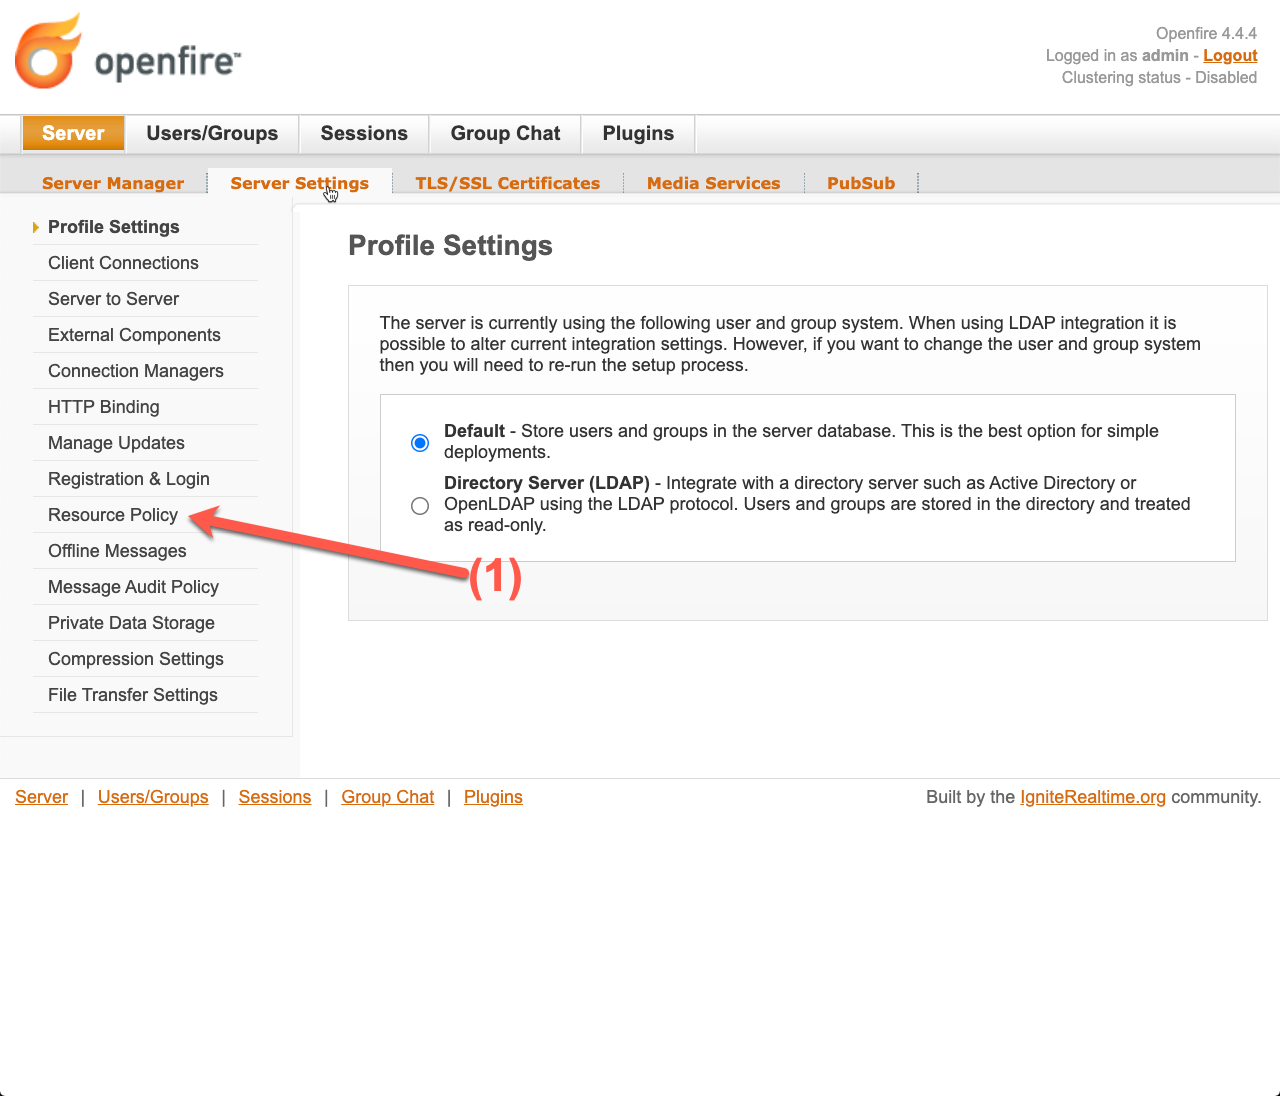 openfire™
Openfire 4.4.4
Logged in as admin - Logout
Clustering status - Disabled
Server
Users/Groups
Sessions
Group Chat
Plugins
Server Manager
Server Settings
TLS/SSL Certificates
Media Services
PubSub
Profile Settings
Client Connections
Server to Server
External Components
Connection Managers
HTTP Binding
Manage Updates
Registration & Login
Resource Policy
Offline Messages
Message Audit Policy
Private Data Storage
Compression Settings
File Transfer Settings
Profile Settings
The server is currently using the following user and group system. When using LDAP integration it is
possible to alter current integration settings. However, if you want to change the user and group system
then you will need to re-run the setup process.
Default - Store users and groups in the server database. This is the best option for simple
deployments.
Directory Server (LDAP) - Integrate with a directory server such as Active Directory or
OpenLDAP using the LDAP protocol. Users and groups are stored in the directory and treated
as read-only.
(1)
Server | Users/Groups | Sessions | Group Chat | Plugins
Built by the IgniteRealtime.org community.